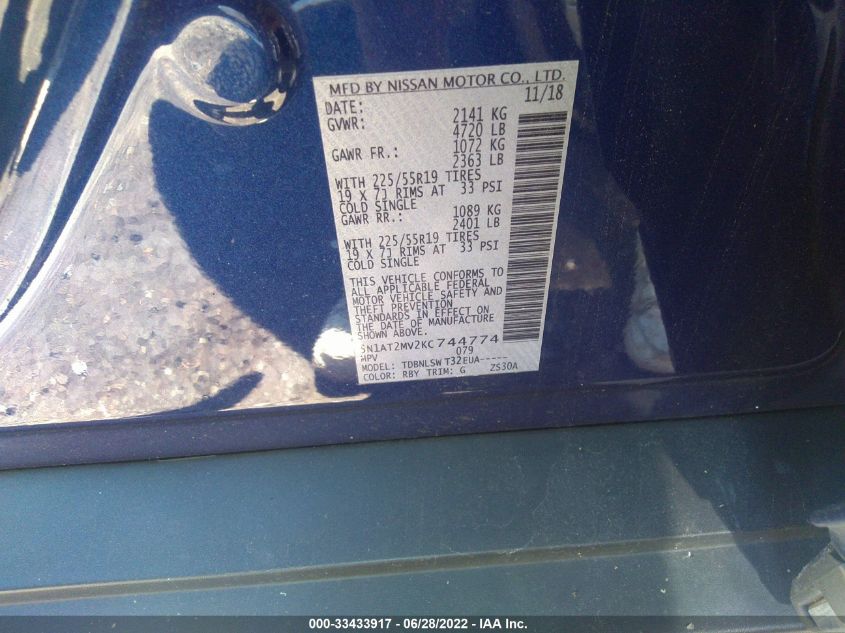 MFD BY NISSAN MOTOR CO., LTD.
DATE: 11/18
GVWR: 2141 KG
4720 LB
GAWR FR.: 1072 KG
2363 LB
WITH 225/55R19 TIRES
19 X 7J RIMS AT 33 PSI
COLD SINGLE
GAWR RR.: 1089 KG
2401 LB
WITH 225/55R19 TIRES
19 X 7J RIMS AT 33 PSI
COLD SINGLE
THIS VEHICLE CONFORMS TO
ALL APPLICABLE FEDERAL
MOTOR VEHICLE SAFETY AND
THEFT PREVENTION
STANDARDS IN EFFECT ON
THE DATE OF MANUFACTURE
SHOWN ABOVE.
5N1AT2MV2KC744774
MPV 079
MODEL: TDBNLSW T32EUA-----
COLOR: RBY TRIM: G ZS30A
000-33433917 - 06/28/2022 - IAA Inc.